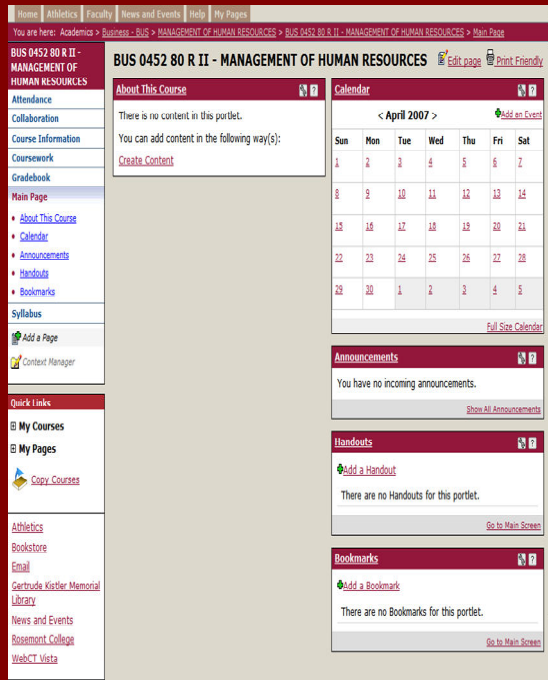 Home Athletics Faculty News and Events Help My Pages
You are here: Academics > Business - BUS > MANAGEMENT OF HUMAN RESOURCES > BUS 0452 80 R II - MANAGEMENT OF HUMAN RESOURCES > Main Page
BUS 0452 80 R II -
MANAGEMENT OF
HUMAN RESOURCES
Attendance
Collaboration
Course Information
Coursework
Gradebook
Main Page
About This Course
Calendar
Announcements
Handouts
Bookmarks
Syllabus
Add a Page
Context Manager
Quick Links
My Courses
My Pages
Copy Courses
Athletics
Bookstore
Email
Gertrude Kistler Memorial
Library
News and Events
Rosemont College
WebCT Vista
BUS 0452 80 R II - MANAGEMENT OF HUMAN RESOURCES Edit page Print Friendly
About This Course ?
There is no content in this portlet.
You can add content in the following way(s):
Create Content
Calendar ?
< April 2007 > Add an Event
Sun Mon Tue Wed Thu Fri Sat
1 2 3 4 5 6 7
8 9 10 11 12 13 14
15 16 17 18 19 20 21
22 23 24 25 26 27 28
29 30 1 2 3 4 5
Full Size Calendar
Announcements ?
You have no incoming announcements.
Show All Announcements
Handouts ?
Add a Handout
There are no Handouts for this portlet.
Go to Main Screen
Bookmarks ?
Add a Bookmark
There are no Bookmarks for this portlet.
Go to Main Screen